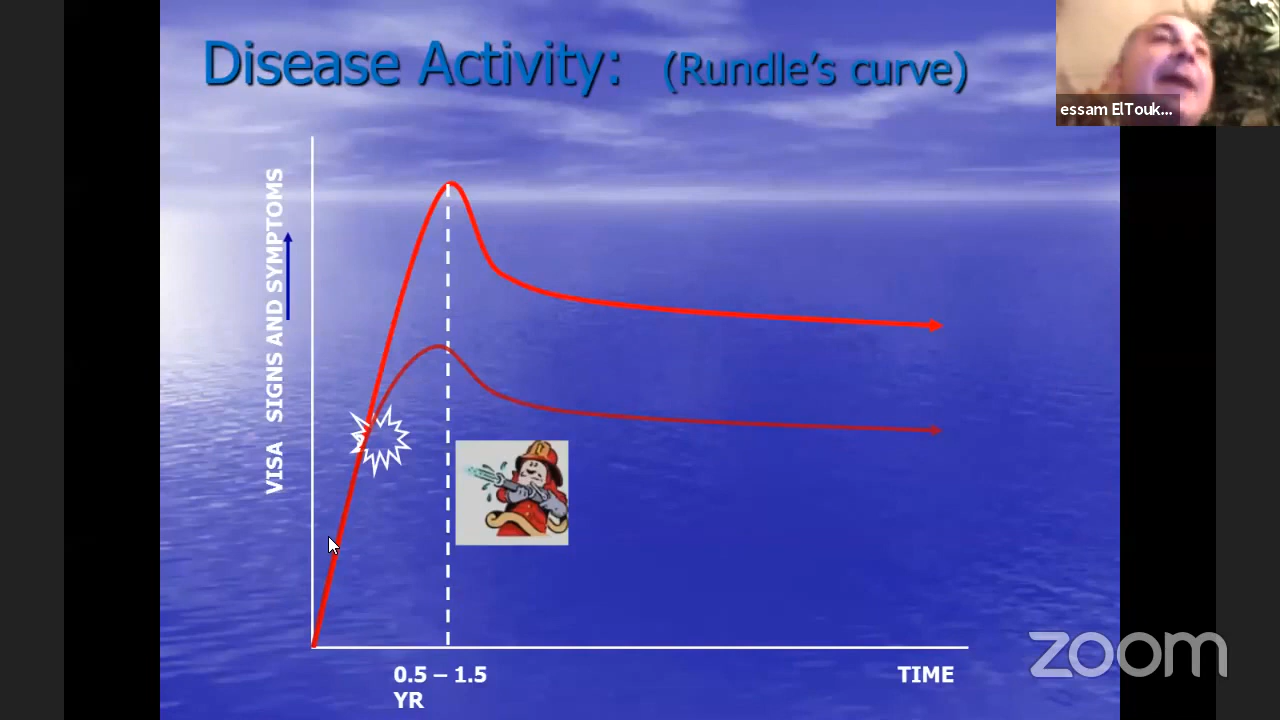 Disease Activity: (Rundle's curve)
essam ElTouk...
VISA SIGNS AND SYMPTOMS
0.5 – 1.5
YR
TIME
zoom